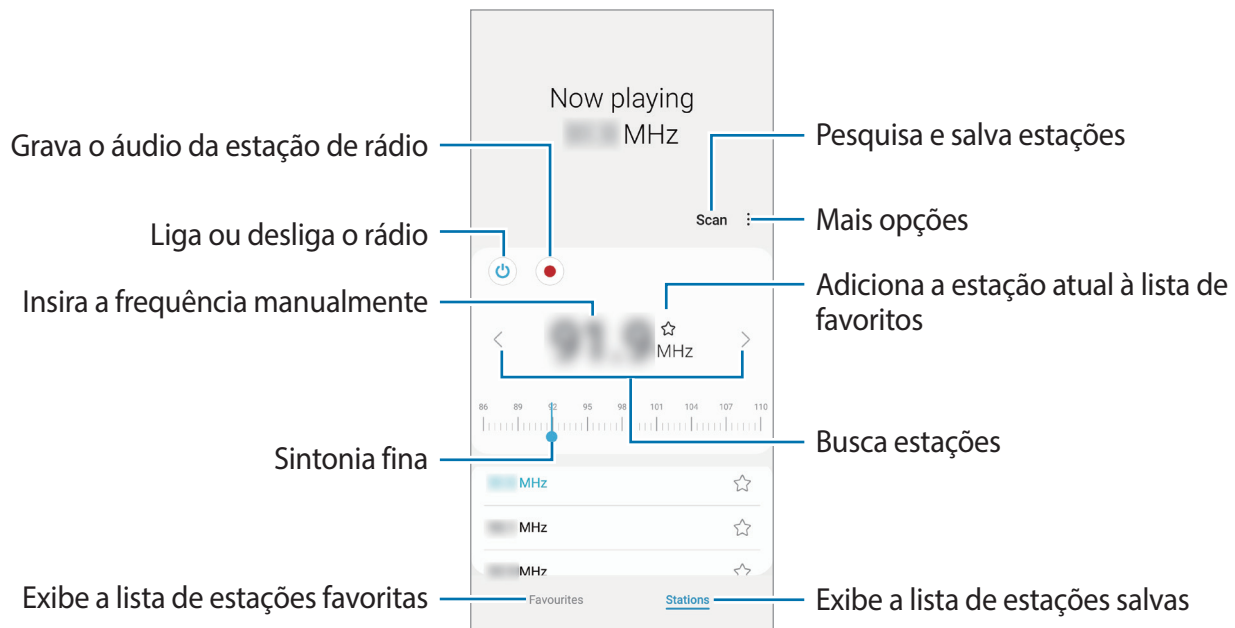 Now playing
MHz
Grava o áudio da estação de rádio
Pesquisa e salva estações
Scan
Mais opções
Liga ou desliga o rádio
Insira a frequência manualmente
Adiciona a estação atual à lista de
favoritos
91.9
MHz
86 89 92 95 98 101 104 107 110
Busca estações
Sintonia fina
MHz
MHz
MHz
Exibe a lista de estações favoritas
Favourites
Stations
Exibe a lista de estações salvas